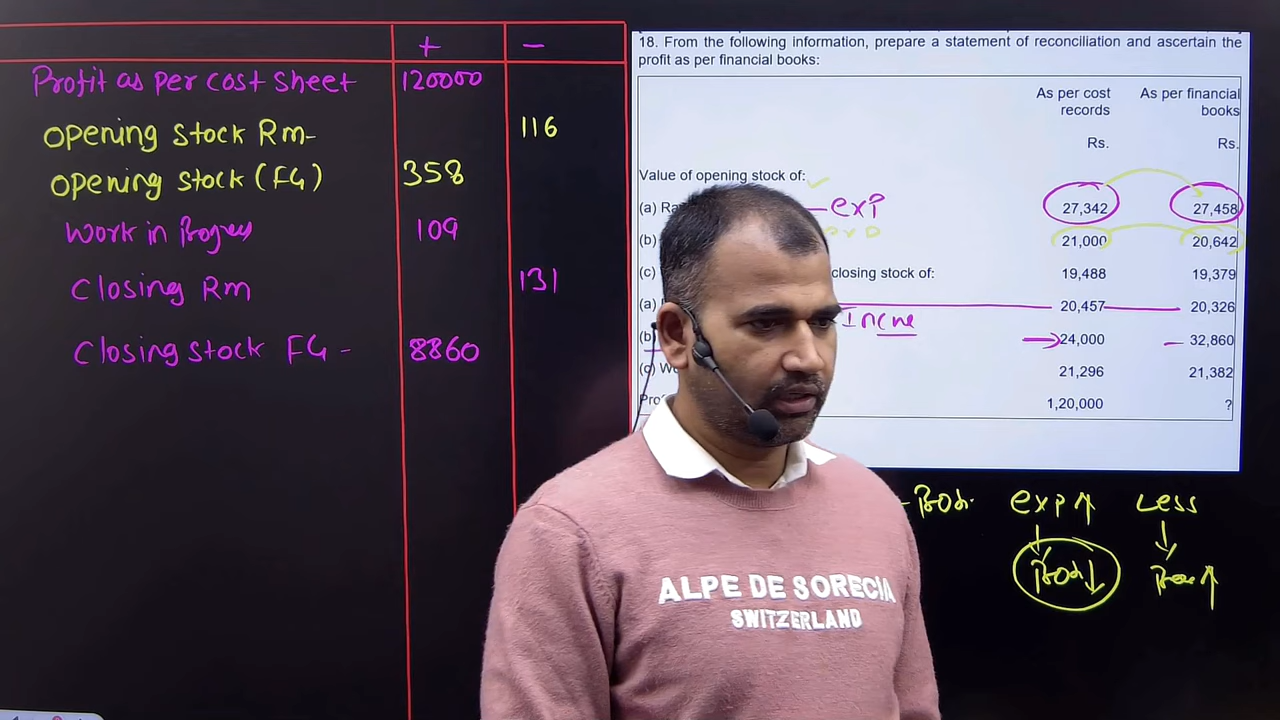 + -
Profit as per cost sheet 120000
Opening stock Rm- 116
Opening stock (FG) 358
Work in Progess 109
Closing Rm 131
Closing stock FG - 8860
18. From the following information, prepare a statement of reconciliation and ascertain the
profit as per financial books:
As per cost As per financial
records books
Rs. Rs.
Value of opening stock of:
(a) Ra 27,342 27,458
exp
(b) 21,000 20,642
(c) closing stock of: 19,488 19,379
(a) 20,457 20,326
(b) 24,000 32,860
(c) W 21,296 21,382
Pro 1,20,000 ?
exp↑ Less
ALPE DE SORECIA
SWITZERLAND